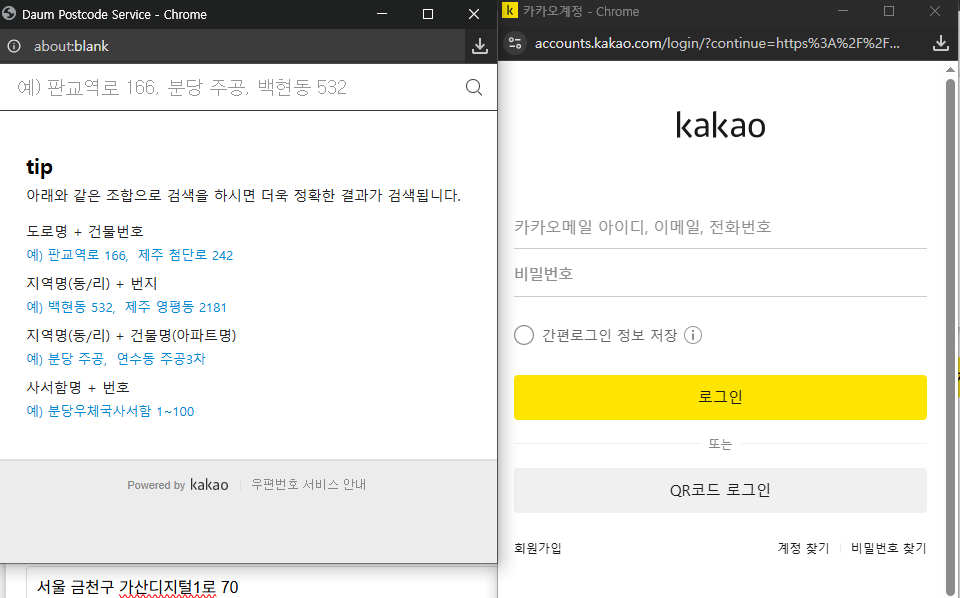 Daum Postcode Service - Chrome
about:blank
예) 판교역로 166, 분당 주공, 백현동 532
tip
아래와 같은 조합으로 검색을 하시면 더욱 정확한 결과가 검색됩니다.
도로명 + 건물번호
예) 판교역로 166, 제주 첨단로 242
지역명(동/리) + 번지
예) 백현동 532, 제주 영평동 2181
지역명(동/리) + 건물명(아파트명)
예) 분당 주공, 연수동 주공3차
사서함명 + 번호
예) 분당우체국사서함 1~100
Powered by kakao 우편번호 서비스 안내
서울 금천구 가산디지털1로 70
k 카카오계정 - Chrome
accounts.kakao.com/login/?continue=https%3A%2F%2F...
kakao
카카오메일 아이디, 이메일, 전화번호
비밀번호
간편로그인 정보 저장
로그인
또는
QR코드 로그인
회원가입 계정 찾기 비밀번호 찾기